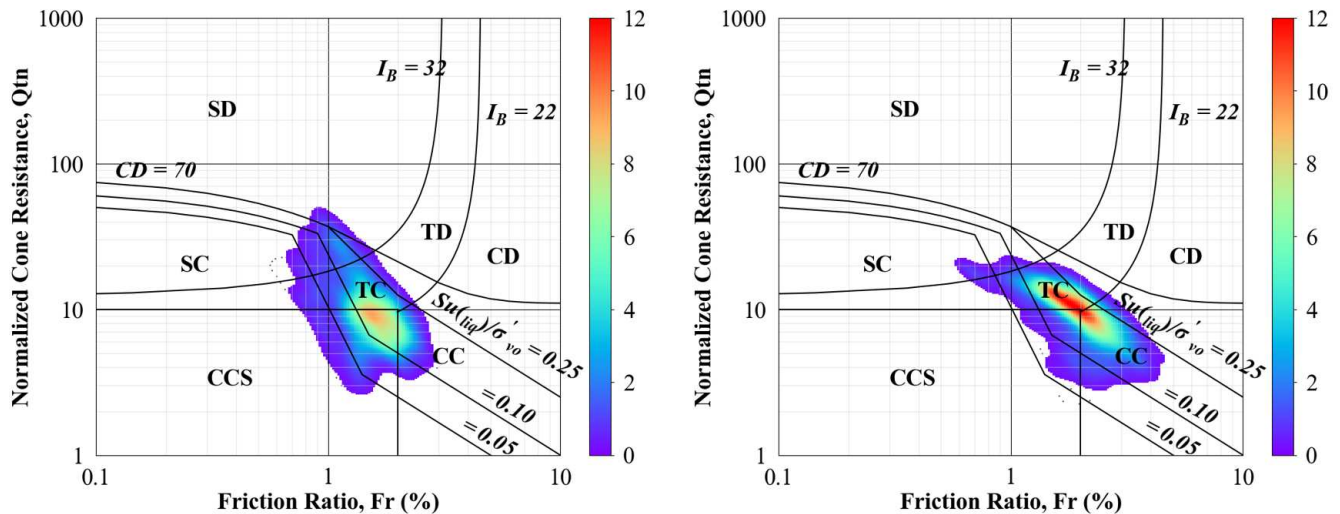 1000
12
I_B = 32
10
I_B = 22
SD
8
100
CD = 70
6
TD
CD
SC
TC
4
10
Su(liq)/σ'vo = 0.25
CC
CCS
2
=0.10
=0.05
1
0
0.1
1
10
Friction Ratio, Fr (%)
Normalized Cone Resistance, Qtn
1000
12
I_B = 32
10
I_B = 22
SD
8
100
CD = 70
6
TD
CD
SC
TC
4
10
Su(liq)/σ'vo = 0.25
CC
CCS
2
=0.10
=0.05
1
0
0.1
1
10
Friction Ratio, Fr (%)
Normalized Cone Resistance, Qtn